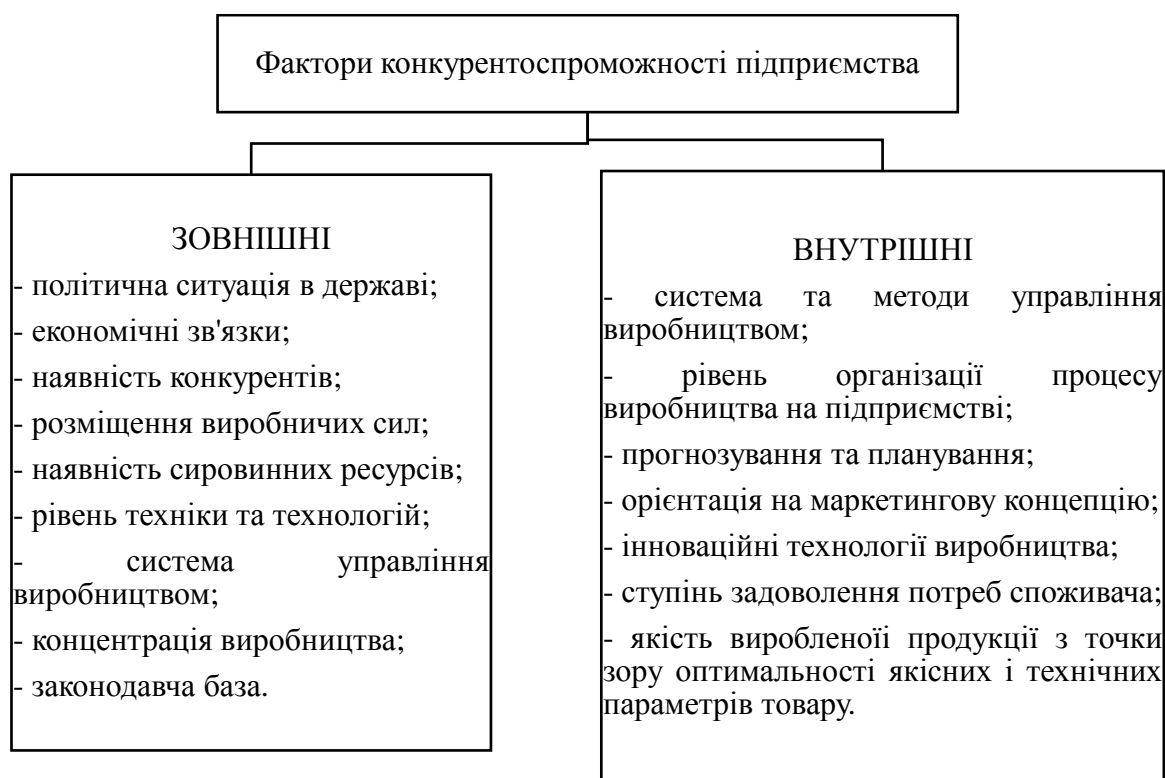 Фактори конкурентоспроможності підприємства
ЗОВНІШНІ
- політична ситуація в державі;
- економічні зв'язки;
- наявність конкурентів;
- розміщення виробничих сил;
- наявність сировинних ресурсів;
- рівень техніки та технологій;
- система управління
виробництвом;
- концентрація виробництва;
- законодавча база.
ВНУТРІШНІ
- система та методи управління
виробництвом;
- рівень організації процесу
виробництва на підприємстві;
- прогнозування та планування;
- орієнтація на маркетингову концепцію;
- інноваційні технології виробництва;
- ступінь задоволення потреб споживача;
- якість виробленоїї продукції з точки
зору оптимальності якісних і технічних
параметрів товару.